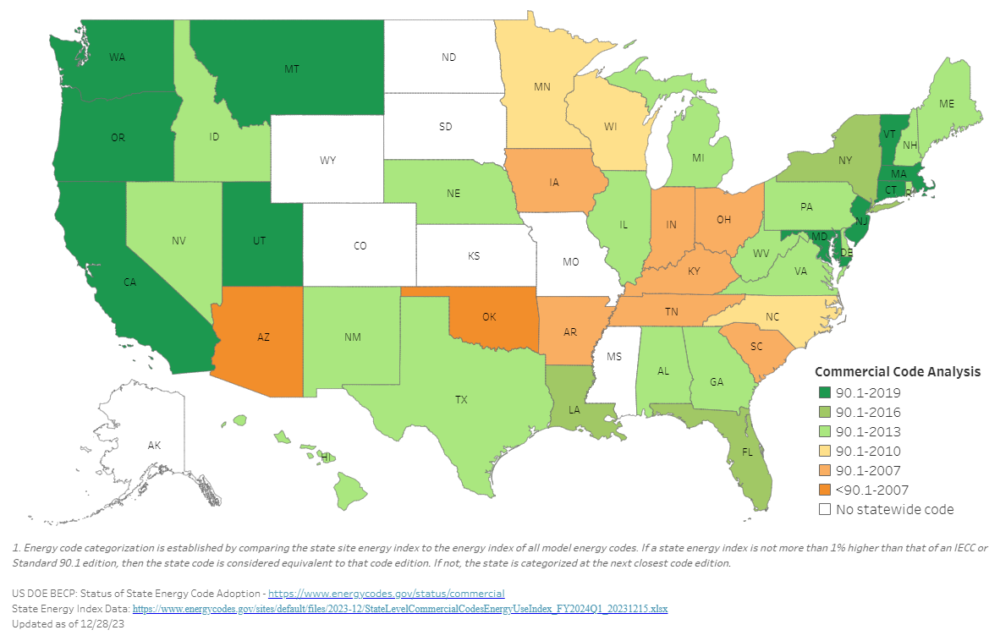 WA
MT
ND
MN
ME
OR
ID
SD
WI
VT
NH
WY
MI
NY
MA
IA
CT
RI
NE
PA
NV
UT
CO
IL
IN
OH
NJ
MD
DE
KS
MO
WV
VA
CA
KY
AZ
NM
OK
AR
TN
NC
SC
MS
AL
GA
TX
LA
FL
AK
HI
Commercial Code Analysis
90.1-2019
90.1-2016
90.1-2013
90.1-2010
90.1-2007
<90.1-2007
No statewide code
1. Energy code categorization is established by comparing the state site energy index to the energy index of all model energy codes. If a state energy index is not more than 1% higher than that of an IECC or
Standard 90.1 edition, then the state code is considered equivalent to that code edition. If not, the state is categorized at the next closest code edition.
US DOE BECP: Status of State Energy Code Adoption - https://www.energycodes.gov/status/commercial
State Energy Index Data: https://www.energycodes.gov/sites/default/files/2023-12/StateLevelCommercialCodesEnergyUseIndex_FY2024Q1_20231215.xlsx
Updated as of 12/28/23